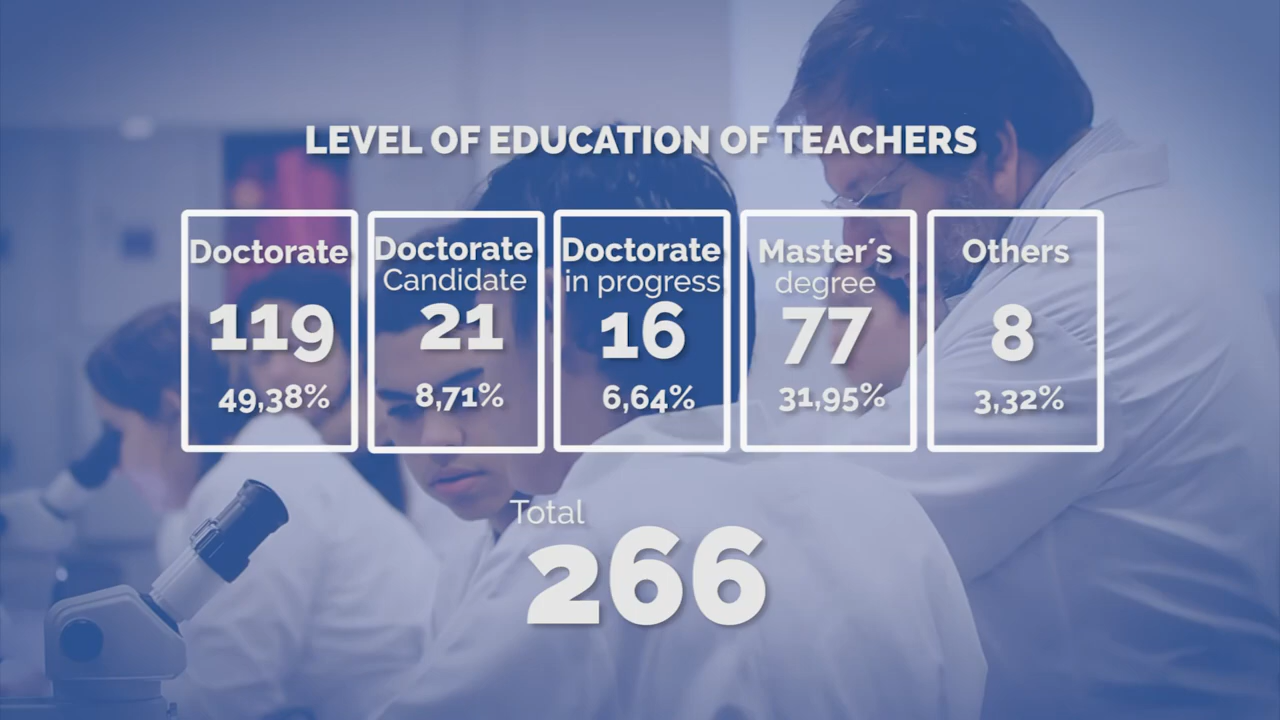 LEVEL OF EDUCATION OF TEACHERS
Doctorate
119
49,38%
Doctorate
Candidate
21
8,71%
Doctorate
in progress
16
6,64%
Master´s
degree
77
31,95%
Others
8
3,32%
Total
266